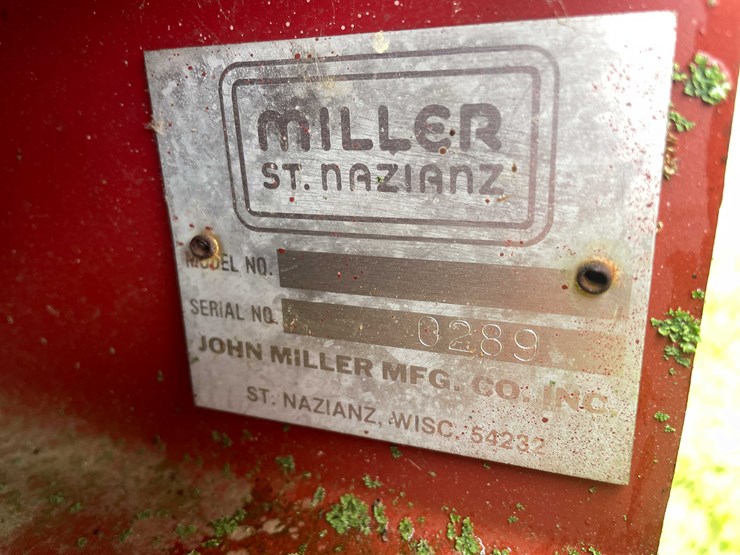 MILLER
ST. NAZIANZ
MODEL NO.
SERIAL NO. 0289
JOHN MILLER MFG. CO. INC.
ST. NAZIANZ, WISC. 54232